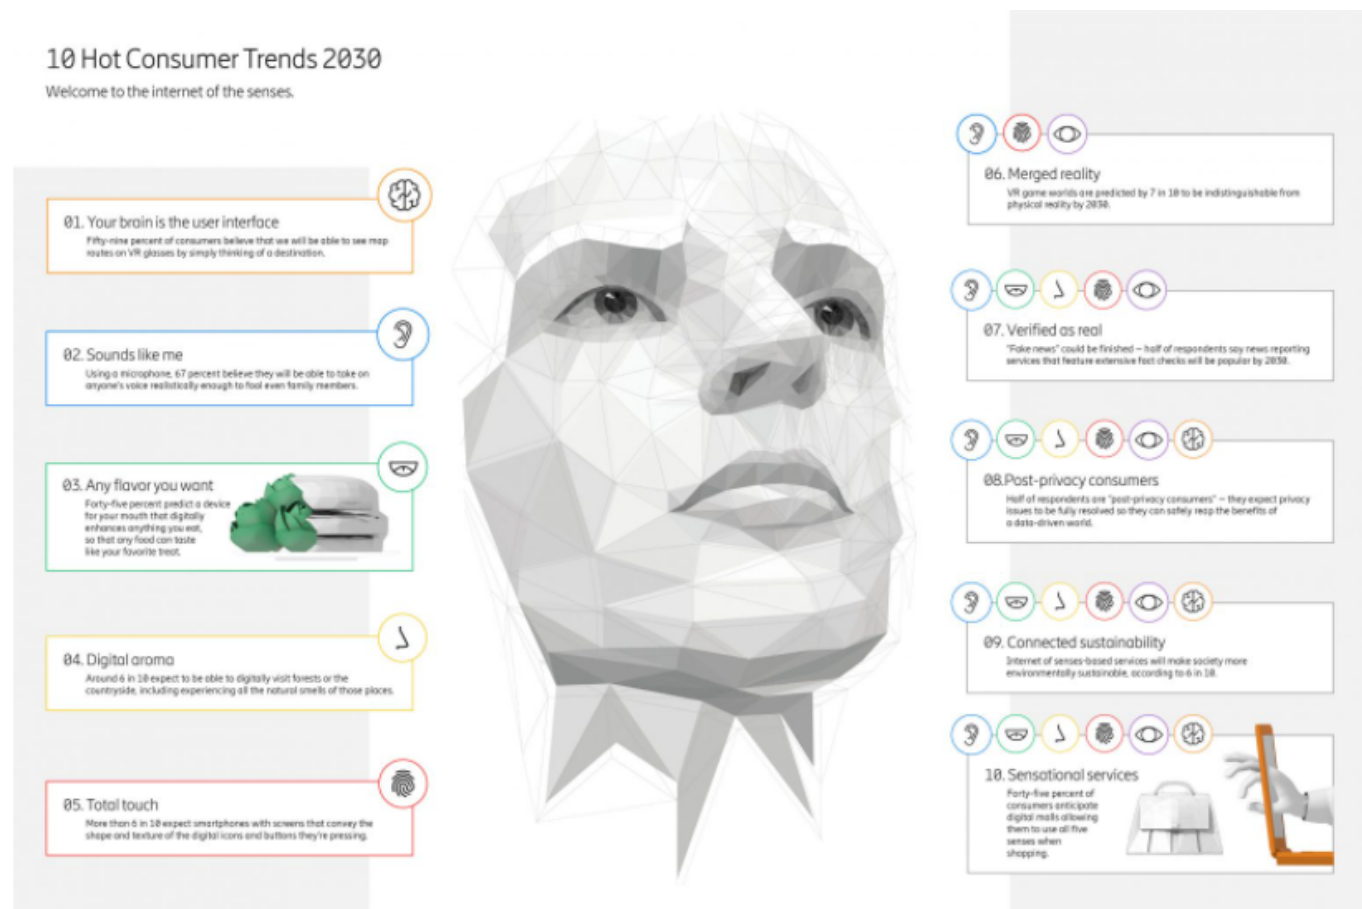 10 Hot Consumer Trends 2030
Welcome to the internet of the senses.
01. Your brain is the user interface
Fifty-nine percent of consumers believe that we will be able to see map
routes on VR glasses by simply thinking of a destination.
02. Sounds like me
Using a microphone, 67 percent believe they will be able to take on
anyone's voice realistically enough to fool even family members.
03. Any flavor you want
Forty-five percent predict a device
for your mouth that digitally
enhances anything you eat,
so that any food can taste
like your favorite treat.
04. Digital aroma
Around 6 in 10 expect to be able to digitally visit forests or the
countryside, including experiencing all the natural smells of those places.
05. Total touch
More than 6 in 10 expect smartphones with screens that convey the
shape and texture of the digital icons and buttons they're pressing.
06. Merged reality
VR game worlds are predicted by 7 in 10 to be indistinguishable from
physical reality by 2030.
07. Verified as real
"Fake news" could be finished – half of respondents say news reporting
services that feature extensive fact checks will be popular by 2030.
08.Post-privacy consumers
Half of respondents are "post-privacy consumers" – they expect privacy
issues to be fully resolved so they can safely reap the benefits of
a data-driven world.
09. Connected sustainability
Internet of senses-based services will make society more
environmentally sustainable, according to 6 in 10.
10. Sensational services
Forty-five percent of
consumers anticipate
digital malls allowing
them to use all five
senses when
shopping.